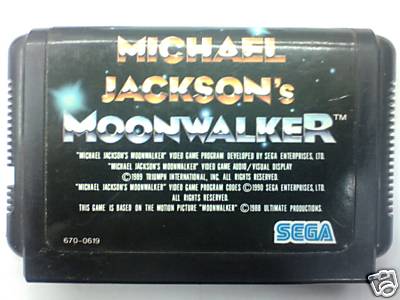 MICHAEL
JACKSON's
MOONWALKER™
"MICHAEL JACKSON'S MOONWALKER" VIDEO GAME PROGRAM DEVELOPED BY SEGA ENTERPRISES, LTD.
"MICHAEL JACKSON'S MOONWALKER" VIDEO GAME AUDIO/VISUAL DISPLAY
©1989 TRIUMPH INTERNATIONAL, INC. ALL RIGHTS RESERVED.
"MICHAEL JACKSON'S MOONWALKER" VIDEO GAME PROGRAM CODES ©1990 SEGA ENTERPRISES, LTD.
ALL RIGHTS RESERVED.
THIS GAME IS BASED ON THE MOTION PICTURE "MOONWALKER" ©1988 ULTIMATE PRODUCTIONS.
670-0619
SEGA
ebY